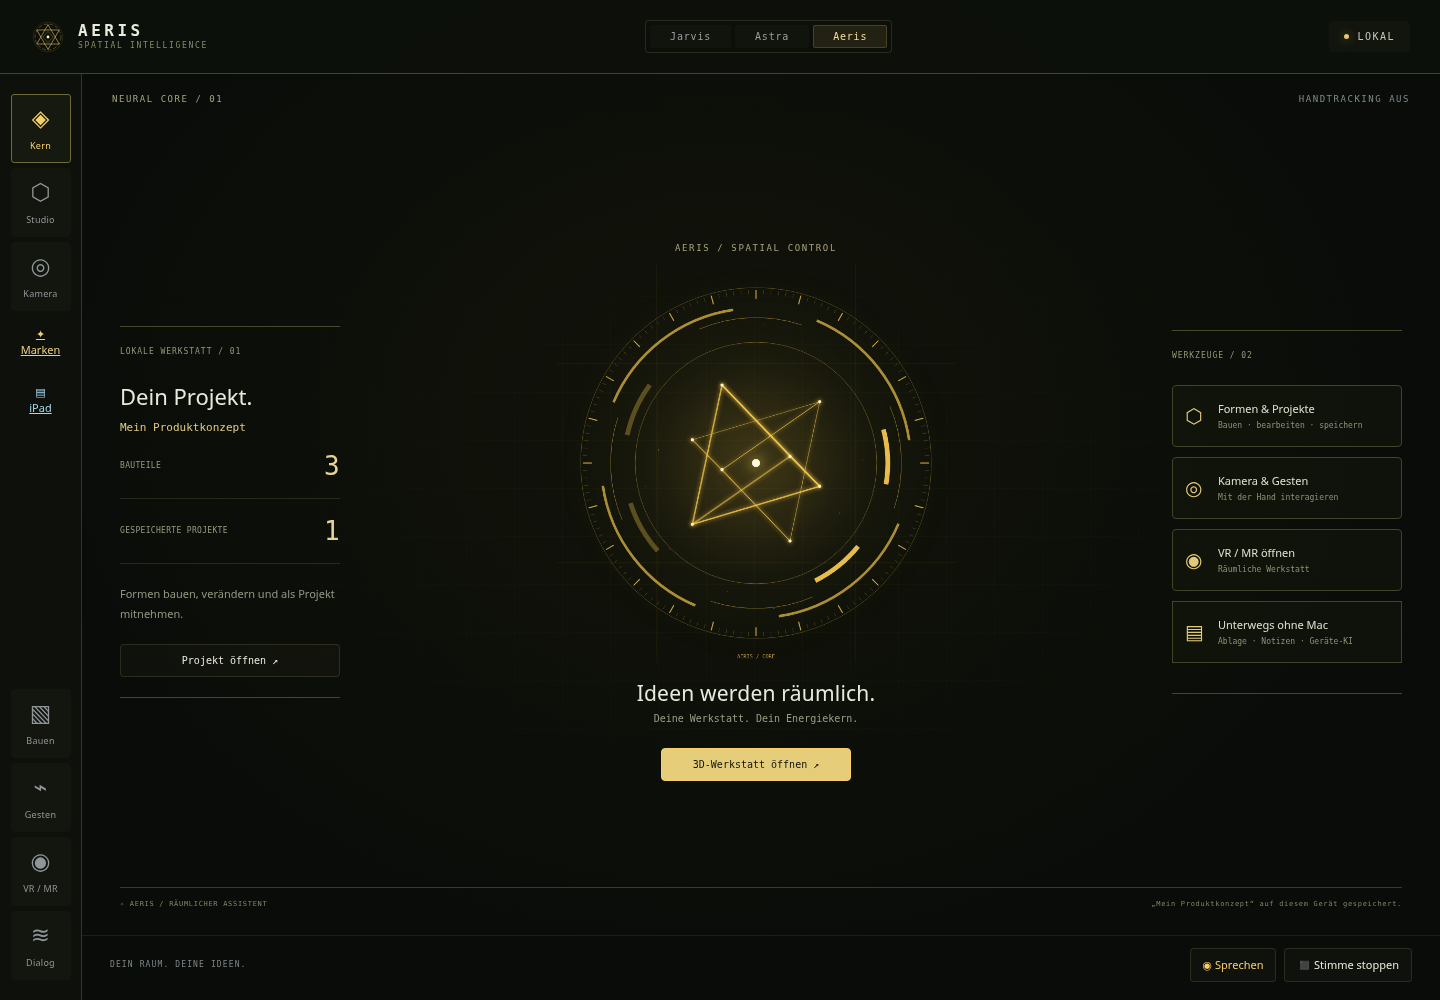 AERIS
SPATIAL INTELLIGENCE
Jarvis
Astra
Aeris
LOKAL
NEURAL CORE / 01
HANDTRACKING AUS
Kern
Studio
Kamera
Marken
iPad
Bauen
Gesten
VR / MR
Dialog
LOKALE WERKSTATT / 01
Dein Projekt.
Mein Produktkonzept
BAUTEILE
3
GESPEICHERTE PROJEKTE
1
Formen bauen, verändern und als Projekt
mitnehmen.
Projekt öffnen ↗
AERIS / SPATIAL CONTROL
AERIS / CORE
Ideen werden räumlich.
Deine Werkstatt. Dein Energiekern.
3D-Werkstatt öffnen ↗
WERKZEUGE / 02
Formen & Projekte
Bauen · bearbeiten · speichern
Kamera & Gesten
Mit der Hand interagieren
VR / MR öffnen
Räumliche Werkstatt
Unterwegs ohne Mac
Ablage · Notizen · Geräte-KI
AERIS / RÄUMLICHER ASSISTENT
„Mein Produktkonzept“ auf diesem Gerät gespeichert.
DEIN RAUM. DEINE IDEEN.
Sprechen
Stimme stoppen